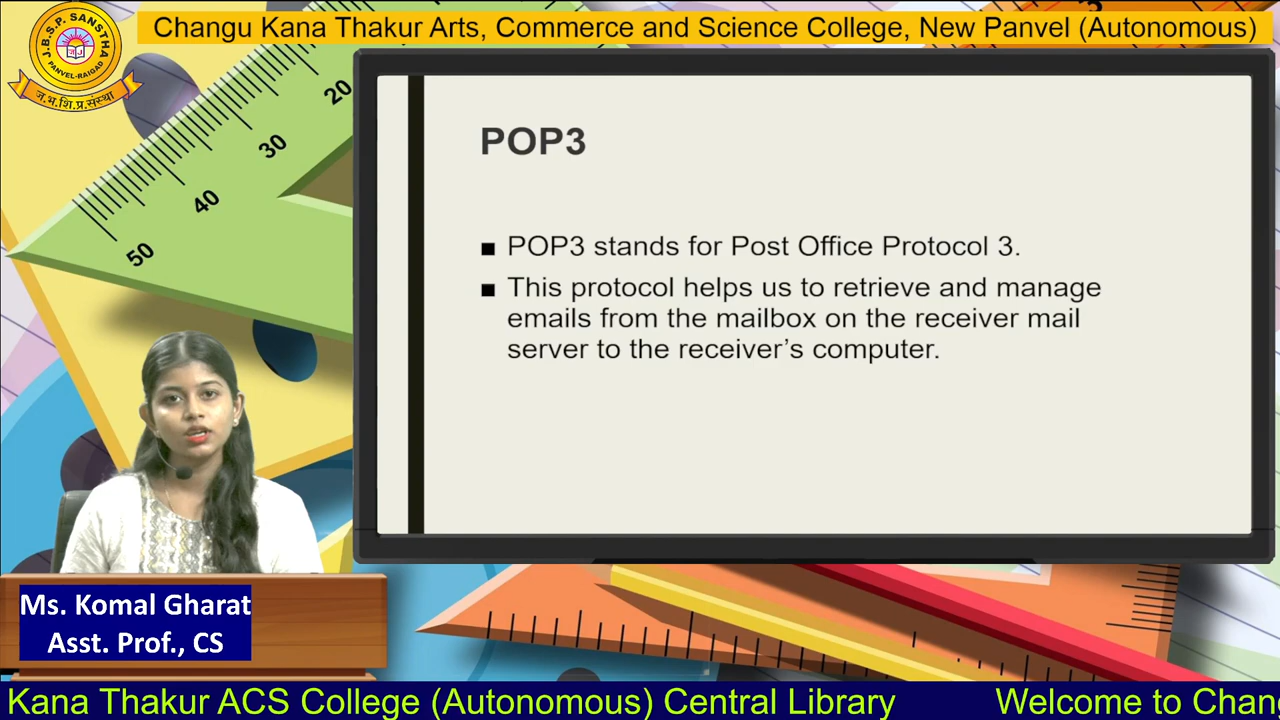 Changu Kana Thakur Arts, Commerce and Science College, New Panvel (Autonomous)
J.B.S.P. SANSTHA
PANVEL-RAIGAD
ज.भ.शि.प्र.संस्था
20
30
40
50
POP3
■ POP3 stands for Post Office Protocol 3.
■ This protocol helps us to retrieve and manage
emails from the mailbox on the receiver mail
server to the receiver’s computer.
Ms. Komal Gharat
Asst. Prof., CS
Kana Thakur ACS College (Autonomous) Central Library Welcome to Chan